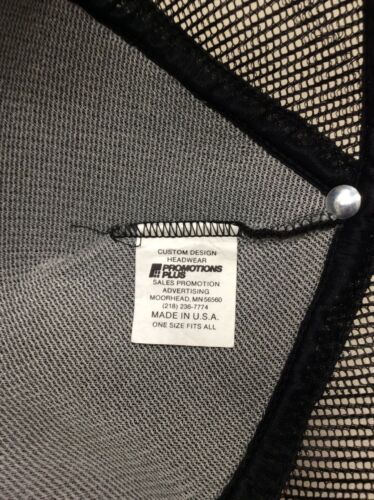 CUSTOM DESIGN
HEADWEAR
PROMOTIONS
PLUS
SALES PROMOTION
ADVERTISING
MOORHEAD, MN 56560
(218) 236-7774
MADE IN U.S.A.
ONE SIZE FITS ALL